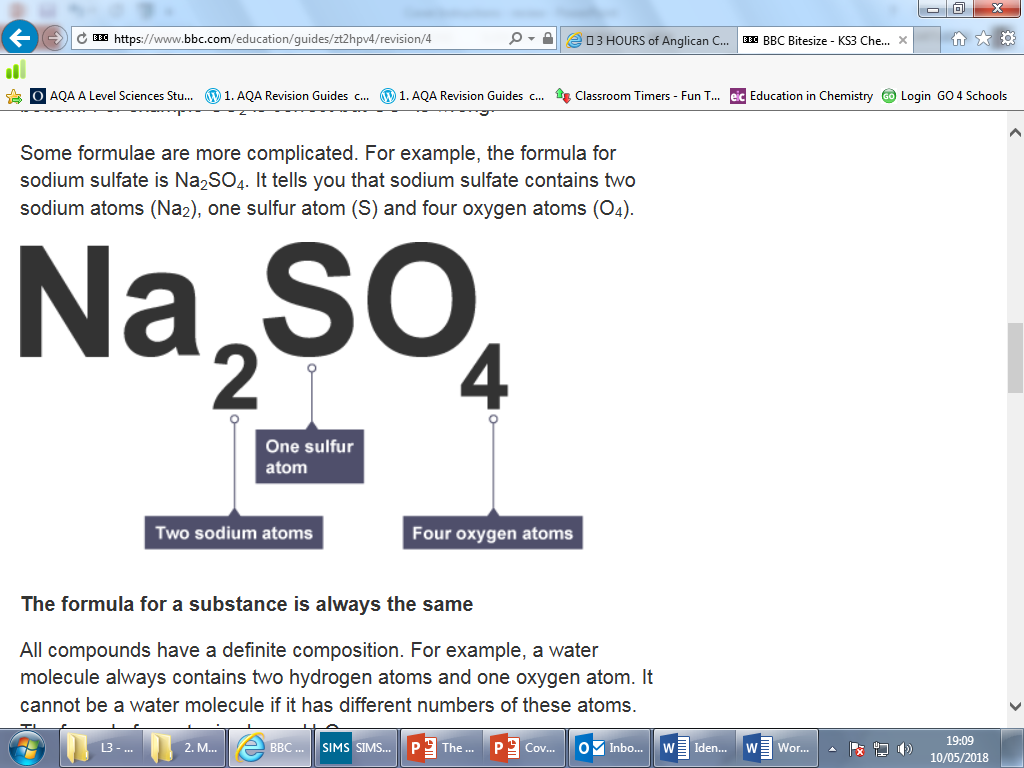 https://www.bbc.com/education/guides/zt2hpv4/revision/4
3 HOURS of Anglican C...
BBC BBC Bitesize - KS3 Che...
AQA A Level Sciences Stu...
1. AQA Revision Guides c...
1. AQA Revision Guides c...
Classroom Timers - Fun T...
eic Education in Chemistry
GO Login GO 4 Schools
Some formulae are more complicated. For example, the formula for
sodium sulfate is Na₂SO₄. It tells you that sodium sulfate contains two
sodium atoms (Na₂), one sulfur atom (S) and four oxygen atoms (O₄).
Na₂SO₄
One sulfur
atom
Two sodium atoms
Four oxygen atoms
The formula for a substance is always the same
All compounds have a definite composition. For example, a water
molecule always contains two hydrogen atoms and one oxygen atom. It
cannot be a water molecule if it has different numbers of these atoms.
L3 - ...
2. M...
BBC ...
SIMS SIMS...
The ...
Cov...
Inbo...
Iden...
Wor...
19:09
10/05/2018